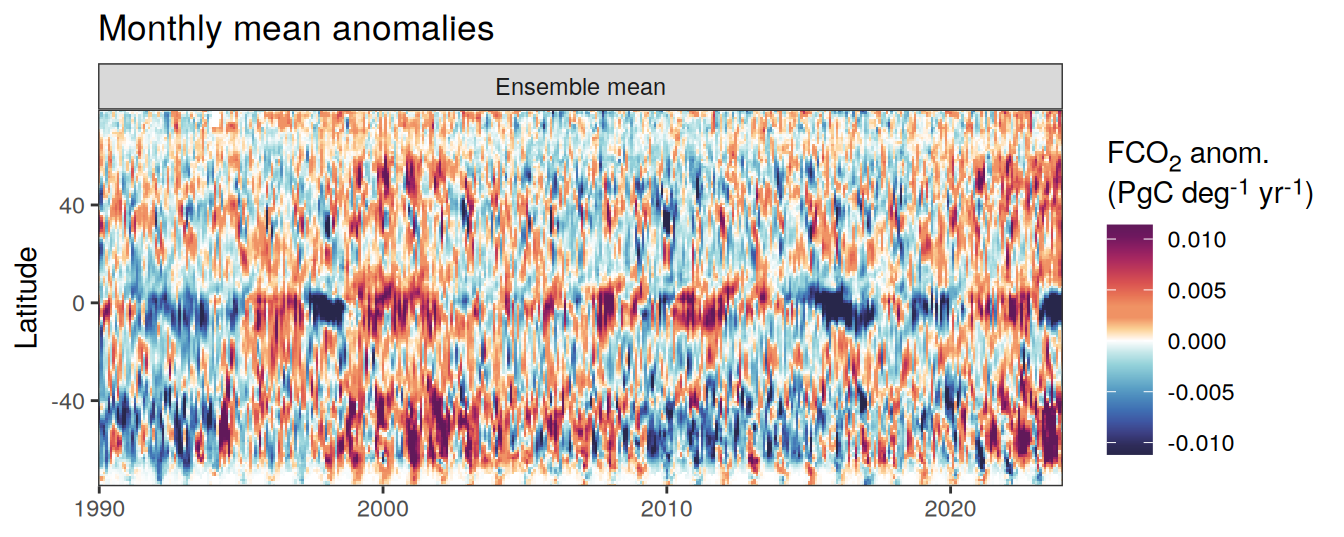 Monthly mean anomalies
Ensemble mean
Latitude
40
0
-40
1990
2000
2010
2020
FCO₂ anom.
(PgC deg⁻¹ yr⁻¹)
0.010
0.005
0.000
-0.005
-0.010